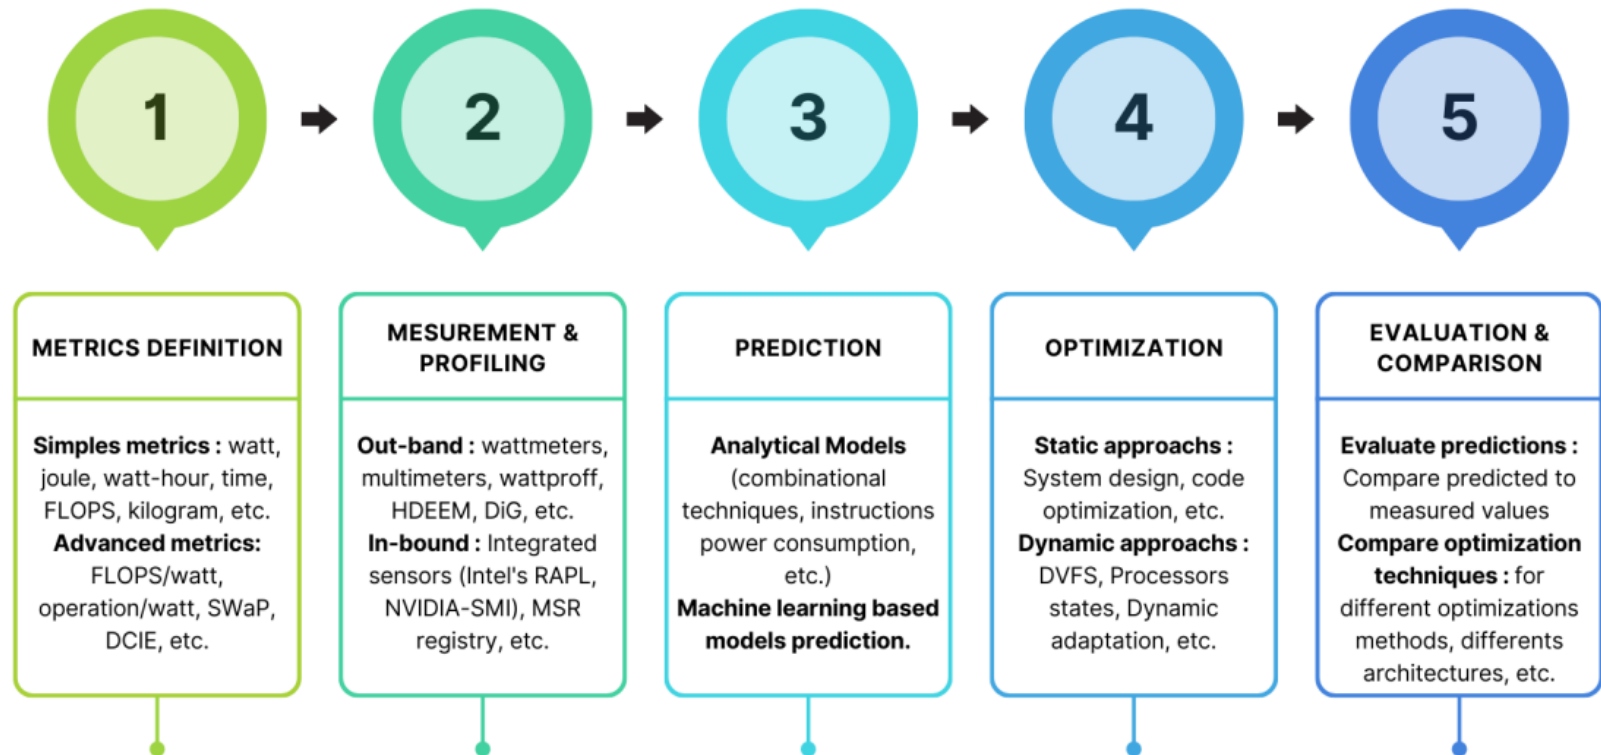 1
2
3
4
5
METRICS DEFINITION
Simples metrics : watt,
joule, watt-hour, time,
FLOPS, kilogram, etc.
Advanced metrics:
FLOPS/watt,
operation/watt, SWaP,
DCIE, etc.
MESUREMENT &
PROFILING
Out-band : wattmeters,
multimeters, wattproff,
HDEEM, DiG, etc.
In-bound : Integrated
sensors (Intel's RAPL,
NVIDIA-SMI), MSR
registry, etc.
PREDICTION
Analytical Models
(combinational
techniques, instructions
power consumption,
etc.)
Machine learning based
models prediction.
OPTIMIZATION
Static approachs :
System design, code
optimization, etc.
Dynamic approachs :
DVFS, Processors
states, Dynamic
adaptation, etc.
EVALUATION &
COMPARISON
Evaluate predictions :
Compare predicted to
measured values
Compare optimization
techniques : for
different optimizations
methods, differents
architectures, etc.